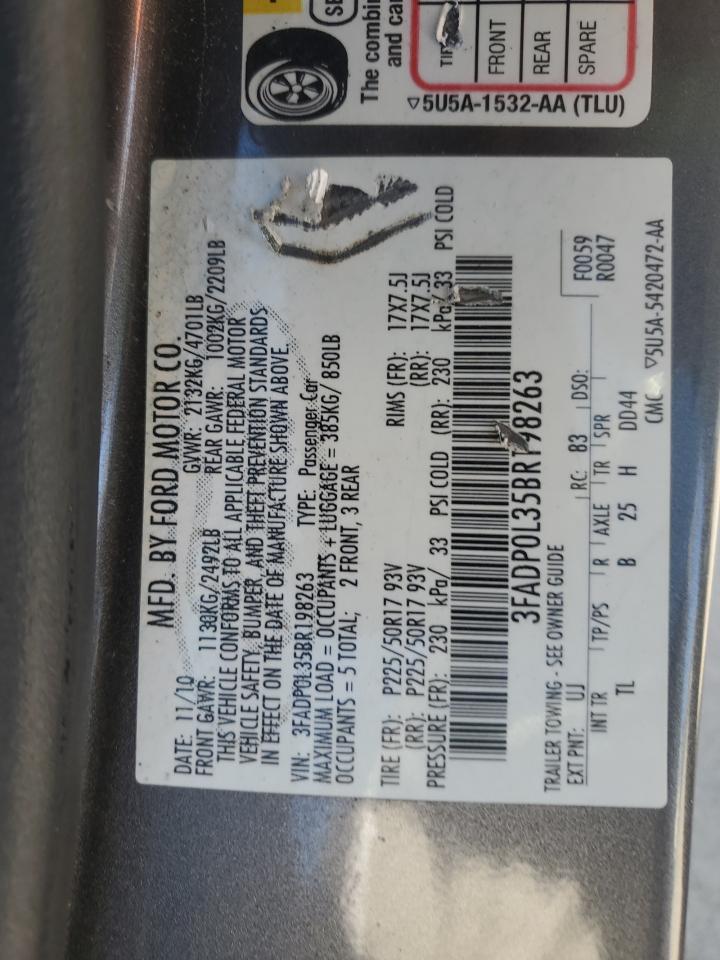 The combin
and car
TIR
FRONT
REAR
SPARE
▽5U5A-1532-AA (TLU)
MFD. BY FORD MOTOR CO.
DATE: 11/10 GVWR: 2132KG/4701LB
FRONT GAWR: 1130KG/2492LB REAR GAWR: 1002KG/2209LB
THIS VEHICLE CONFORMS TO ALL APPLICABLE FEDERAL MOTOR
VEHICLE SAFETY, BUMPER, AND THEFT PREVENTION STANDARDS
IN EFFECT ON THE DATE OF MANUFACTURE SHOWN ABOVE.
VIN: 3FADP0L35BR198263 TYPE: Passenger Car
MAXIMUM LOAD = OCCUPANTS + LUGGAGE = 385KG/ 850LB
OCCUPANTS = 5 TOTAL; 2 FRONT, 3 REAR
TIRE (FR): P225/50R17 93V RIMS (FR): 17X7.5J
(RR): P225/50R17 93V (RR): 17X7.5J
PRESSURE (FR): 230 kPa/ 33 PSI COLD (RR): 230 kPa/ 33 PSI COLD
3FADP0L35BR198263
TRAILER TOWING - SEE OWNER GUIDE F0059
EXT PNT: UJ RC: 83 DSO: R0047
INT TR TP/PS R AXLE TR SPR
TL B 25 H DD44
CMC ▽5U5A-5420472-AA